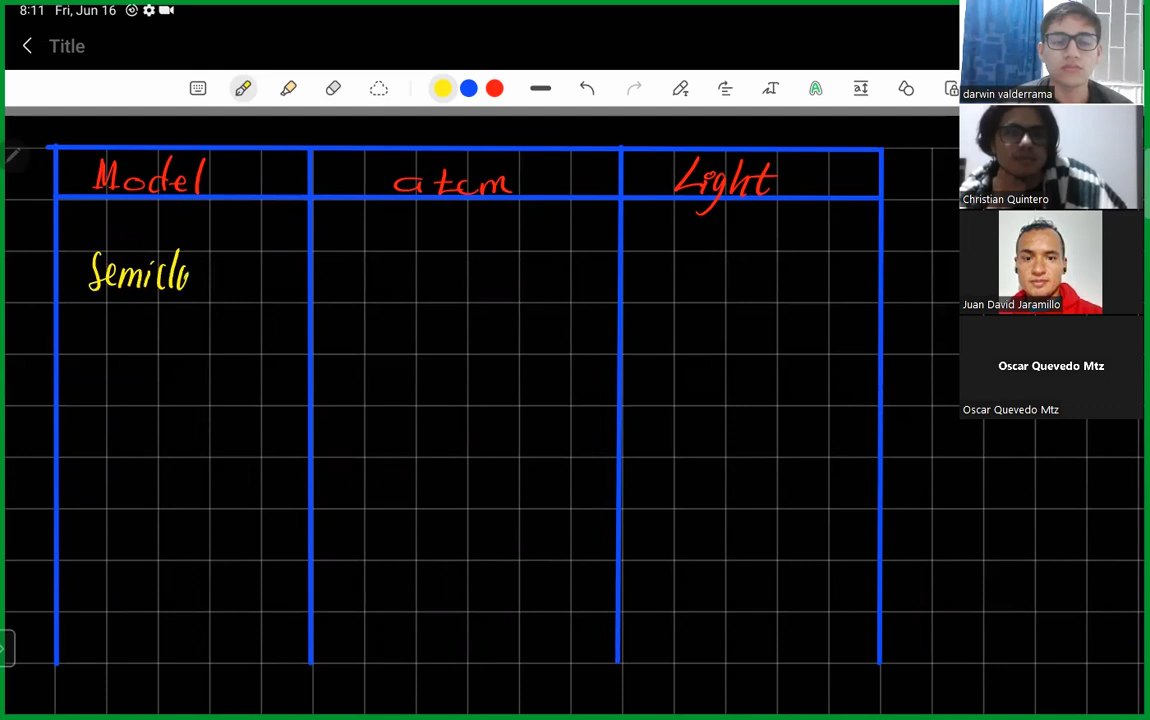 8:11 Fri, Jun 16
Title
darwin valderrama
Model atom Light
Christian Quintero
Semicla
Juan David Jaramillo
Oscar Quevedo Mtz
Oscar Quevedo Mtz